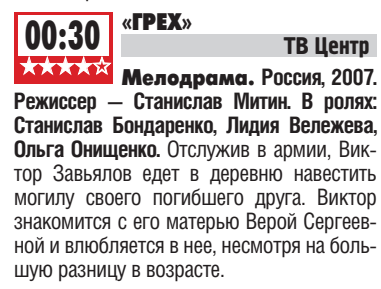 00:30
«ГРЕХ»
ТВ Центр
Мелодрама. Россия, 2007.
Режиссер — Станислав Митин. В ролях:
Станислав Бондаренко, Лидия Вележева,
Ольга Онищенко. Отслужив в армии, Вик-
тор Завьялов едет в деревню навестить
могилу своего погибшего друга. Виктор
знакомится с его матерью Верой Сергеев-
ной и влюбляется в нее, несмотря на боль-
шую разницу в возрасте.